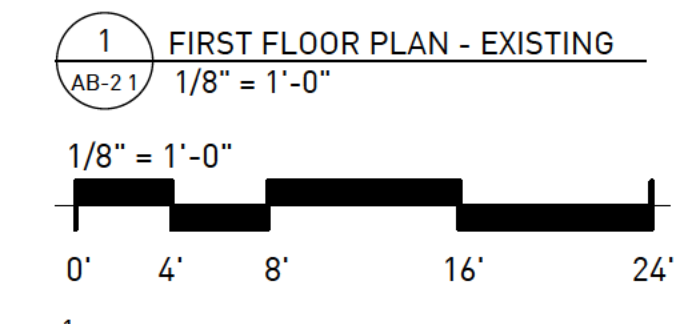 1 FIRST FLOOR PLAN - EXISTING
AB-2 1 1/8" = 1'-0"
1/8" = 1'-0"
0' 4' 8' 16' 24'